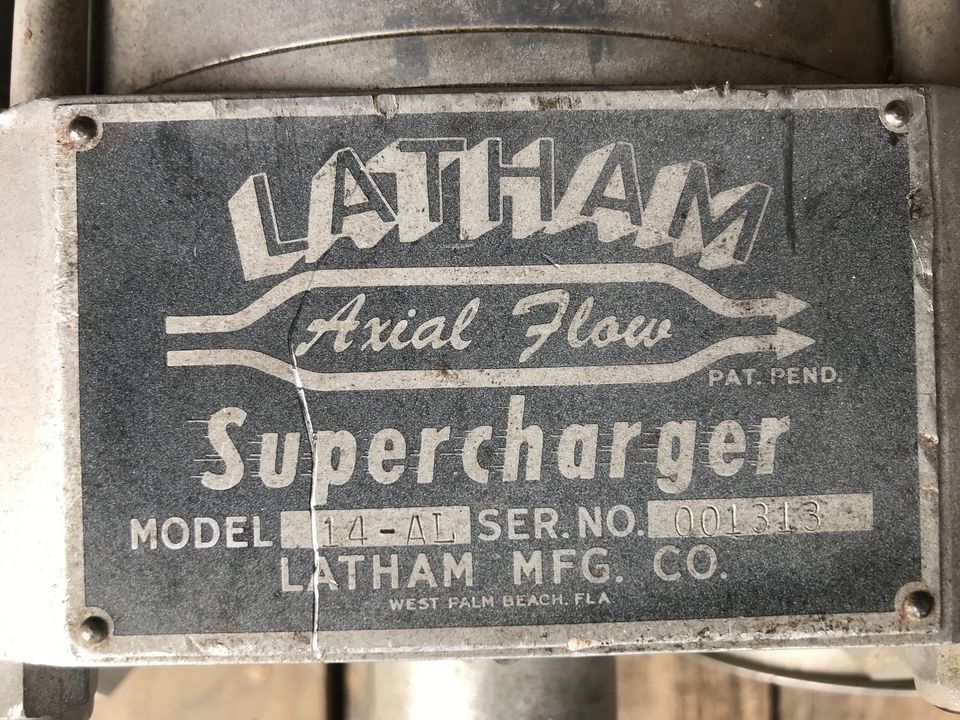 LATHAM
Axial Flow
PAT. PEND.
Supercharger
MODEL 14-AL SER. NO. 001313
LATHAM MFG. CO.
WEST PALM BEACH, FLA